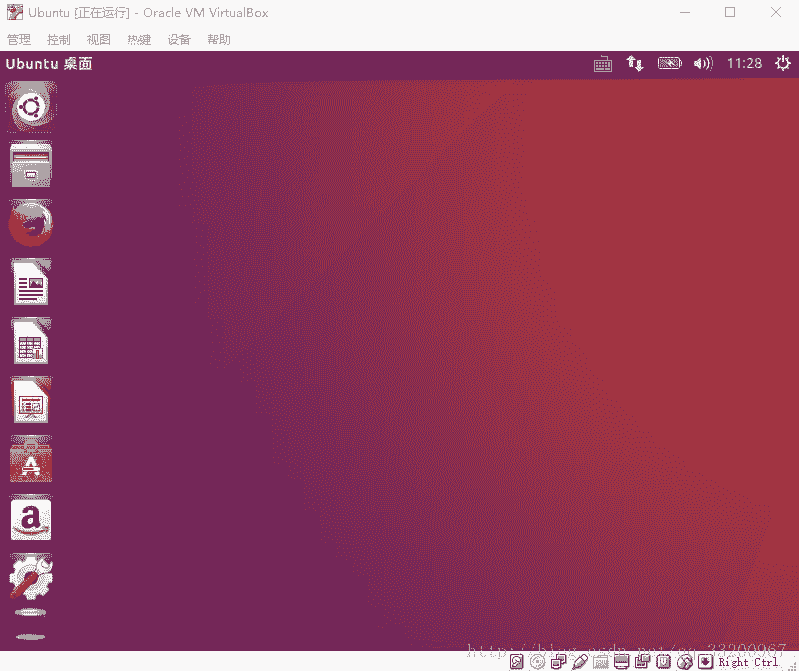 Ubuntu [正在运行] - Oracle VM VirtualBox
管理 控制 视图 热键 设备 帮助
Ubuntu 桌面 11:28
http://blog.csdn.net/qq_33200967
Right Ctrl